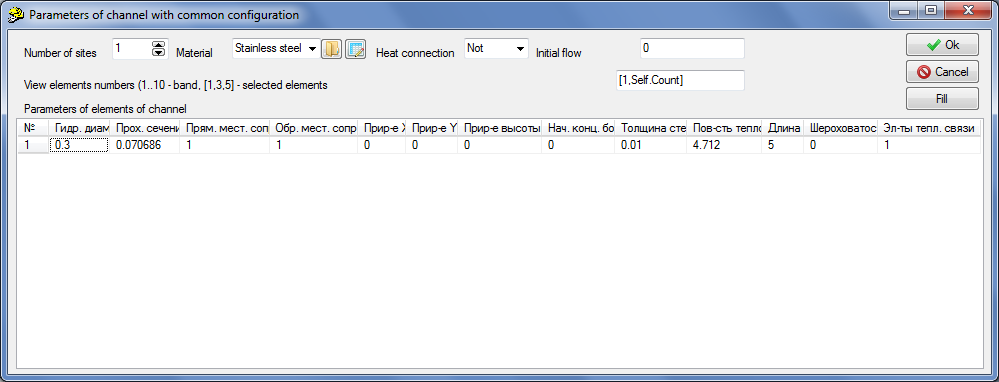 Parameters of channel with common configuration
Number of sites 1 Material Stainless steel Heat connection Not Initial flow 0 Ok
View elements numbers (1..10 - band, [1,3,5] - selected elements [1,Self.Count] Cancel
Fill
Parameters of elements of channel
№ Гидр. диам Прох. сечени Прям. мест. соп Обр. мест. сопр Прир-е X Прир-е Y Прир-е высоты Нач. конц. бо Толщина сте Пов-сть тепло Длина Шероховатос Эл-ты тепл. связи
1 0.3 0.070686 1 1 0 0 0 0 0.01 4.712 5 0 1